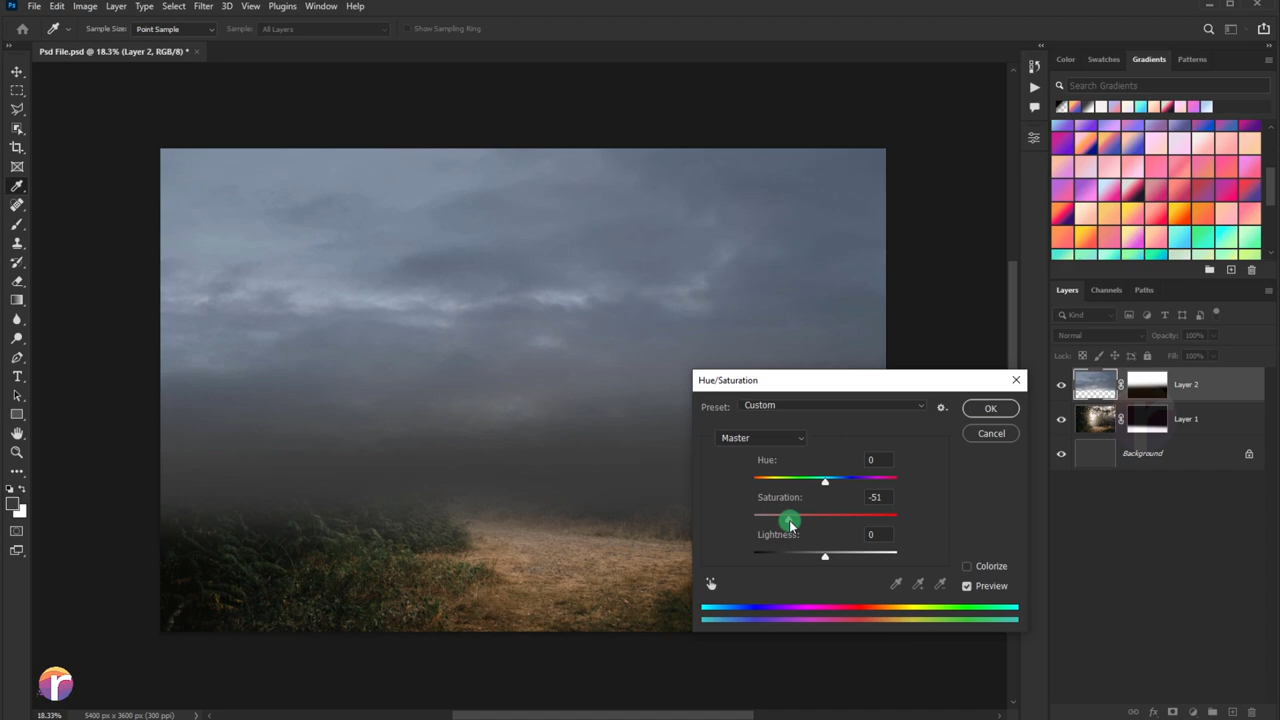 Ps File Edit Image Layer Type Select Filter 3D View Plugins Window Help
Sample Size: Point Sample Sample: All Layers Show Sampling Ring
Psd File.psd @ 18.3% (Layer 2, RGB/8) * ×
Color Swatches Gradients Patterns
Search Gradients
Layers Channels Paths
Kind
Normal Opacity: 100%
Lock: Fill: 100%
Layer 2
Layer 1
Background
Hue/Saturation
Preset: Custom OK
Cancel
Master
Hue: 0
Saturation: -51
Lightness: 0
Colorize
Preview
r
18.33% 5400 px x 3600 px (300 ppi)
fx